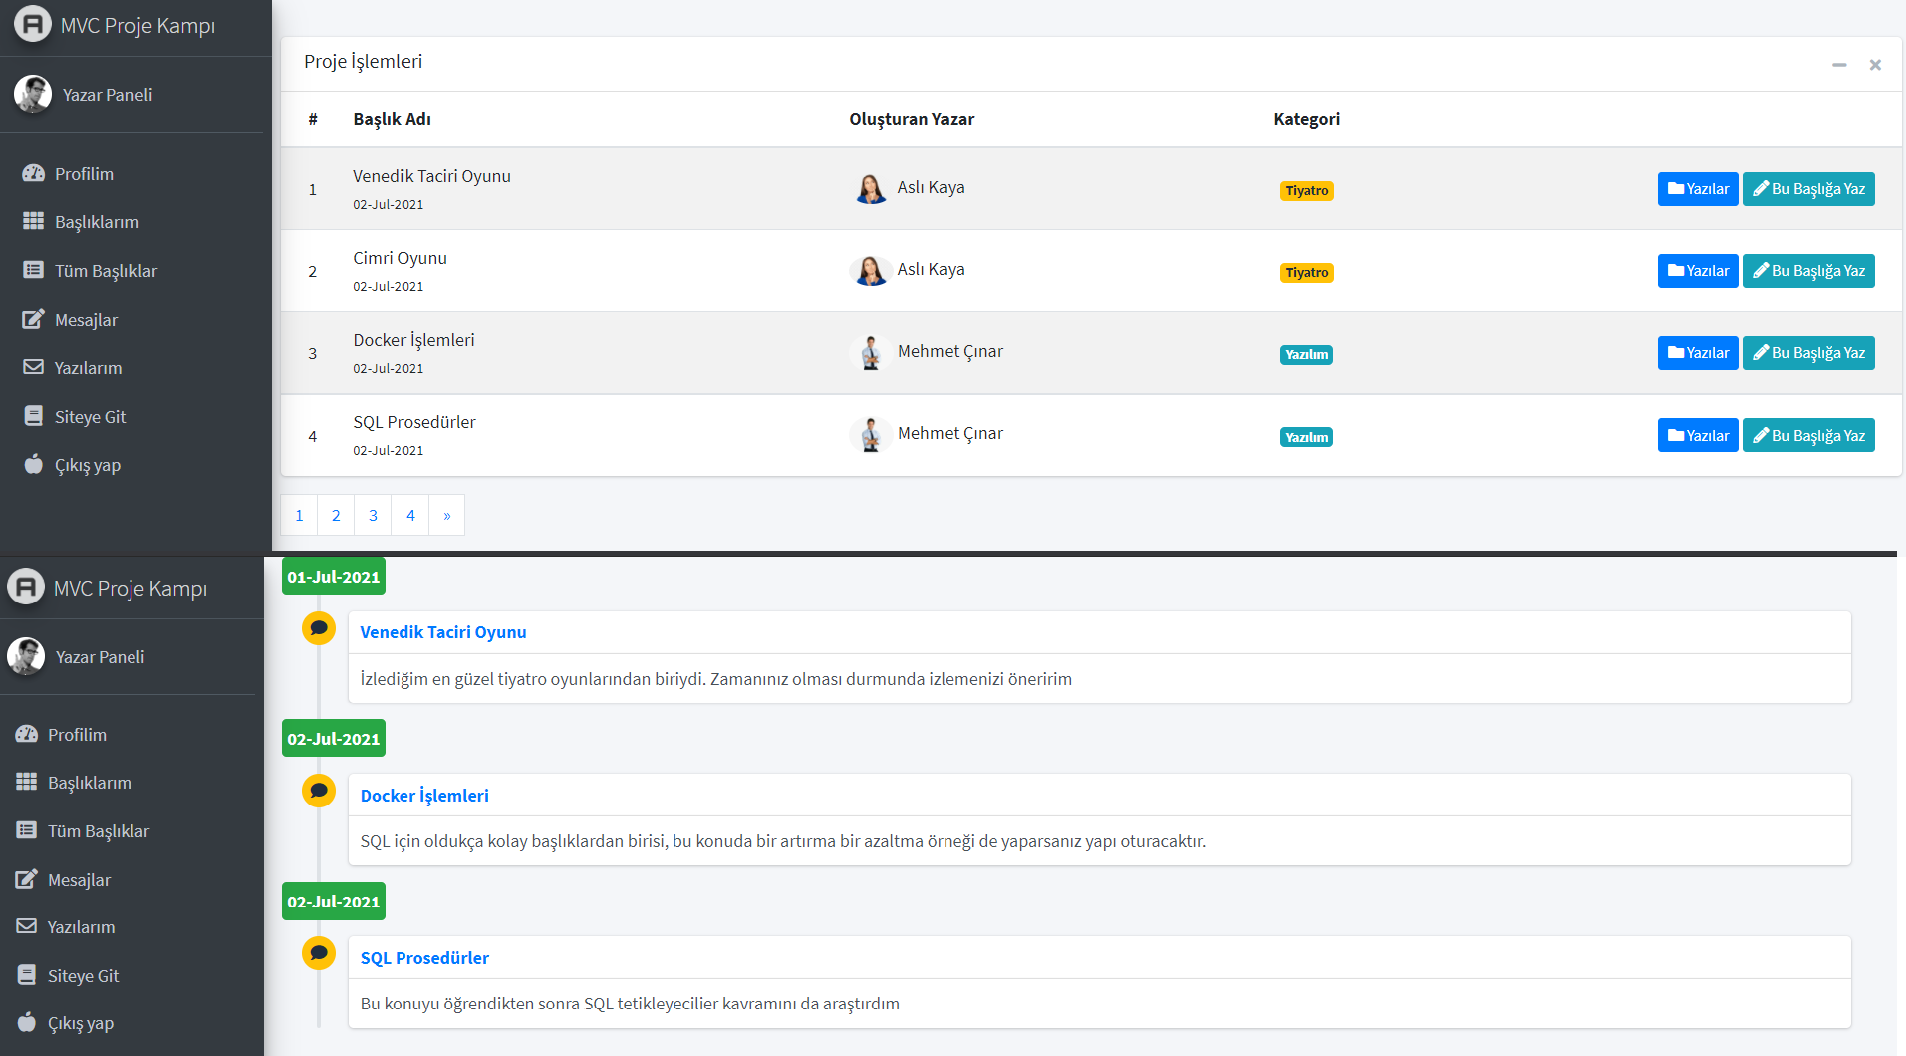 MVC Proje Kampı
Yazar Paneli
Profilim
Başlıklarım
Tüm Başlıklar
Mesajlar
Yazılarım
Siteye Git
Çıkış yap
Proje İşlemleri
# Başlık Adı Oluşturan Yazar Kategori
1 Venedik Taciri Oyunu Aslı Kaya Tiyatro Yazılar Bu Başlığa Yaz
02-Jul-2021
2 Cimri Oyunu Aslı Kaya Tiyatro Yazılar Bu Başlığa Yaz
02-Jul-2021
3 Docker İşlemleri Mehmet Çınar Yazılım Yazılar Bu Başlığa Yaz
02-Jul-2021
4 SQL Prosedürler Mehmet Çınar Yazılım Yazılar Bu Başlığa Yaz
02-Jul-2021
1 2 3 4 »
MVC Proje Kampı
Yazar Paneli
Profilim
Başlıklarım
Tüm Başlıklar
Mesajlar
Yazılarım
Siteye Git
Çıkış yap
01-Jul-2021
Venedik Taciri Oyunu
İzlediğim en güzel tiyatro oyunlarından biriydi. Zamanınız olması durmunda izlemenizi öneririm
02-Jul-2021
Docker İşlemleri
SQL için oldukça kolay başlıklardan birisi, bu konuda bir artırma bir azaltma örneği de yaparsanız yapı oturacaktır.
02-Jul-2021
SQL Prosedürler
Bu konuyu öğrendikten sonra SQL tetikleyecilier kavramını da araştırdım